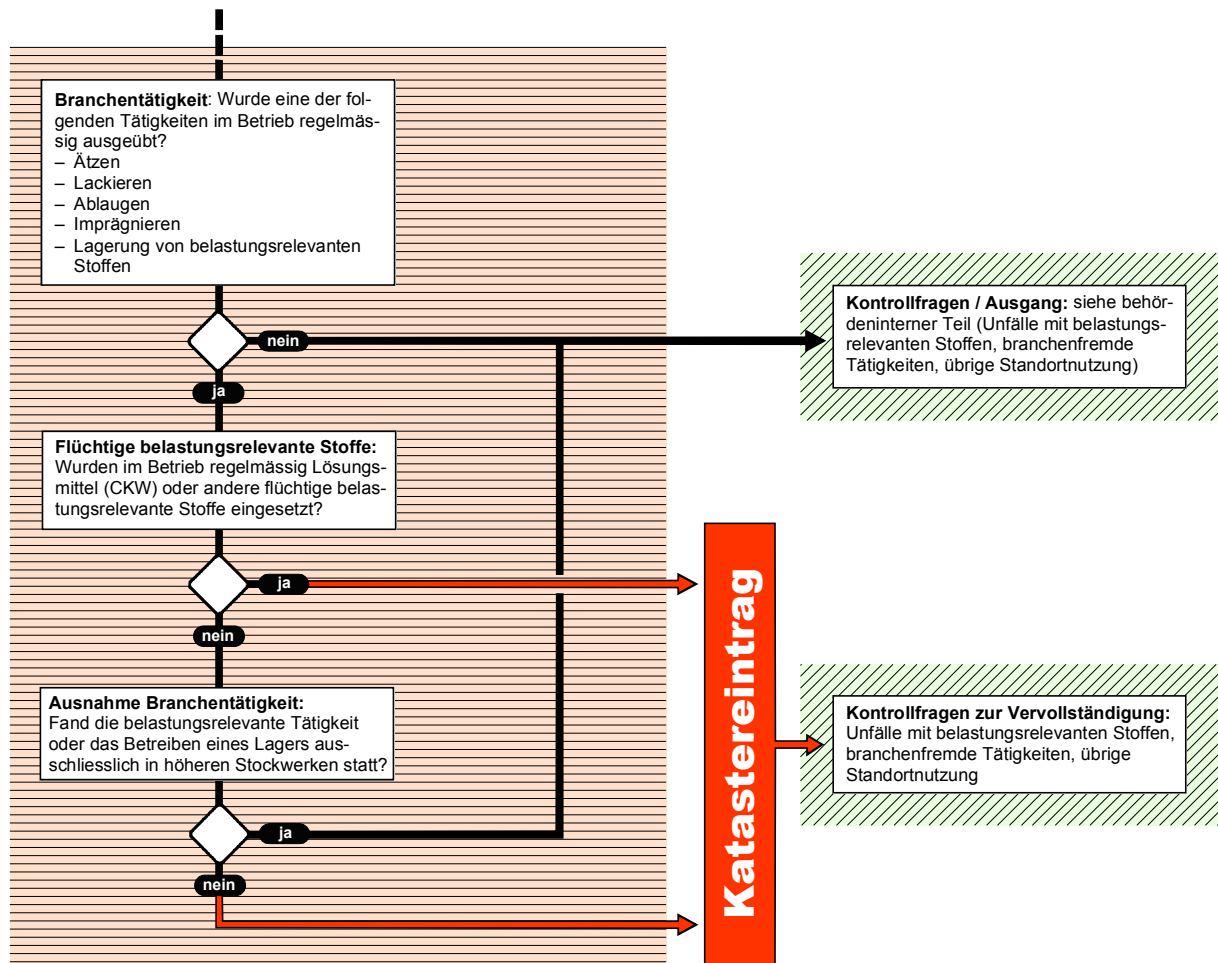 Branchentätigkeit: Wurde eine der fol-
genden Tätigkeiten im Betrieb regelmäs-
sig ausgeübt?
– Ätzen
– Lackieren
– Ablaugen
– Imprägnieren
– Lagerung von belastungsrelevanten
Stoffen
nein
ja
Kontrollfragen / Ausgang: siehe behör-
deninterner Teil (Unfälle mit belastungs-
relevanten Stoffen, branchenfremde
Tätigkeiten, übrige Standortnutzung)
Flüchtige belastungsrelevante Stoffe:
Wurden im Betrieb regelmässig Lösungs-
mittel (CKW) oder andere flüchtige belas-
tungsrelevante Stoffe eingesetzt?
ja
nein
Ausnahme Branchentätigkeit:
Fand die belastungsrelevante Tätigkeit
oder das Betreiben eines Lagers aus-
schliesslich in höheren Stockwerken statt?
ja
nein
Katastereintrag
Kontrollfragen zur Vervollständigung:
Unfälle mit belastungsrelevanten Stoffen,
branchenfremde Tätigkeiten, übrige
Standortnutzung